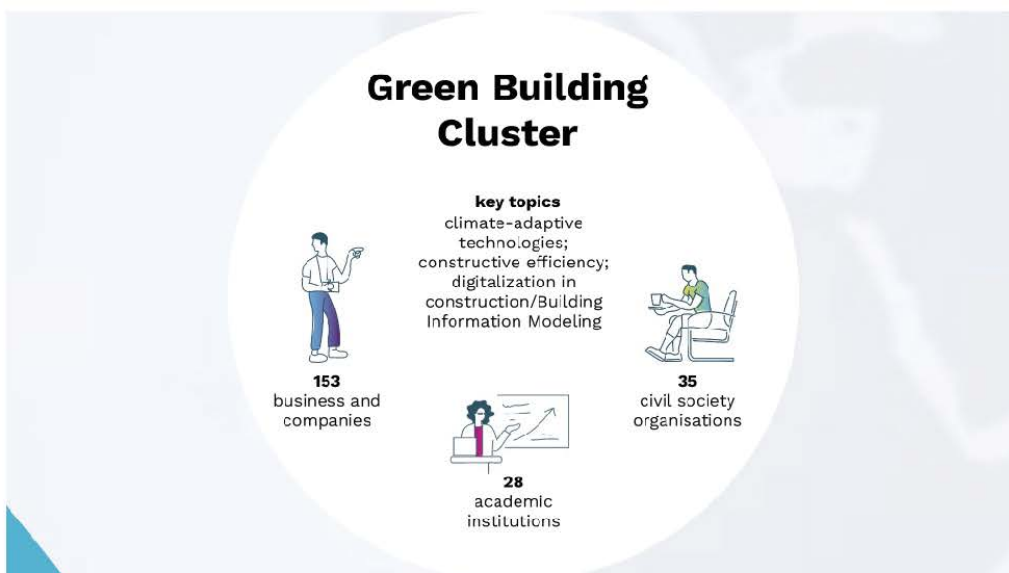 Green Building
Cluster
key topics
climate-adaptive
technologies;
constructive efficiency;
digitalization in
construction/Building
Information Modeling
153
business and
companies
35
civil society
organisations
28
academic
institutions